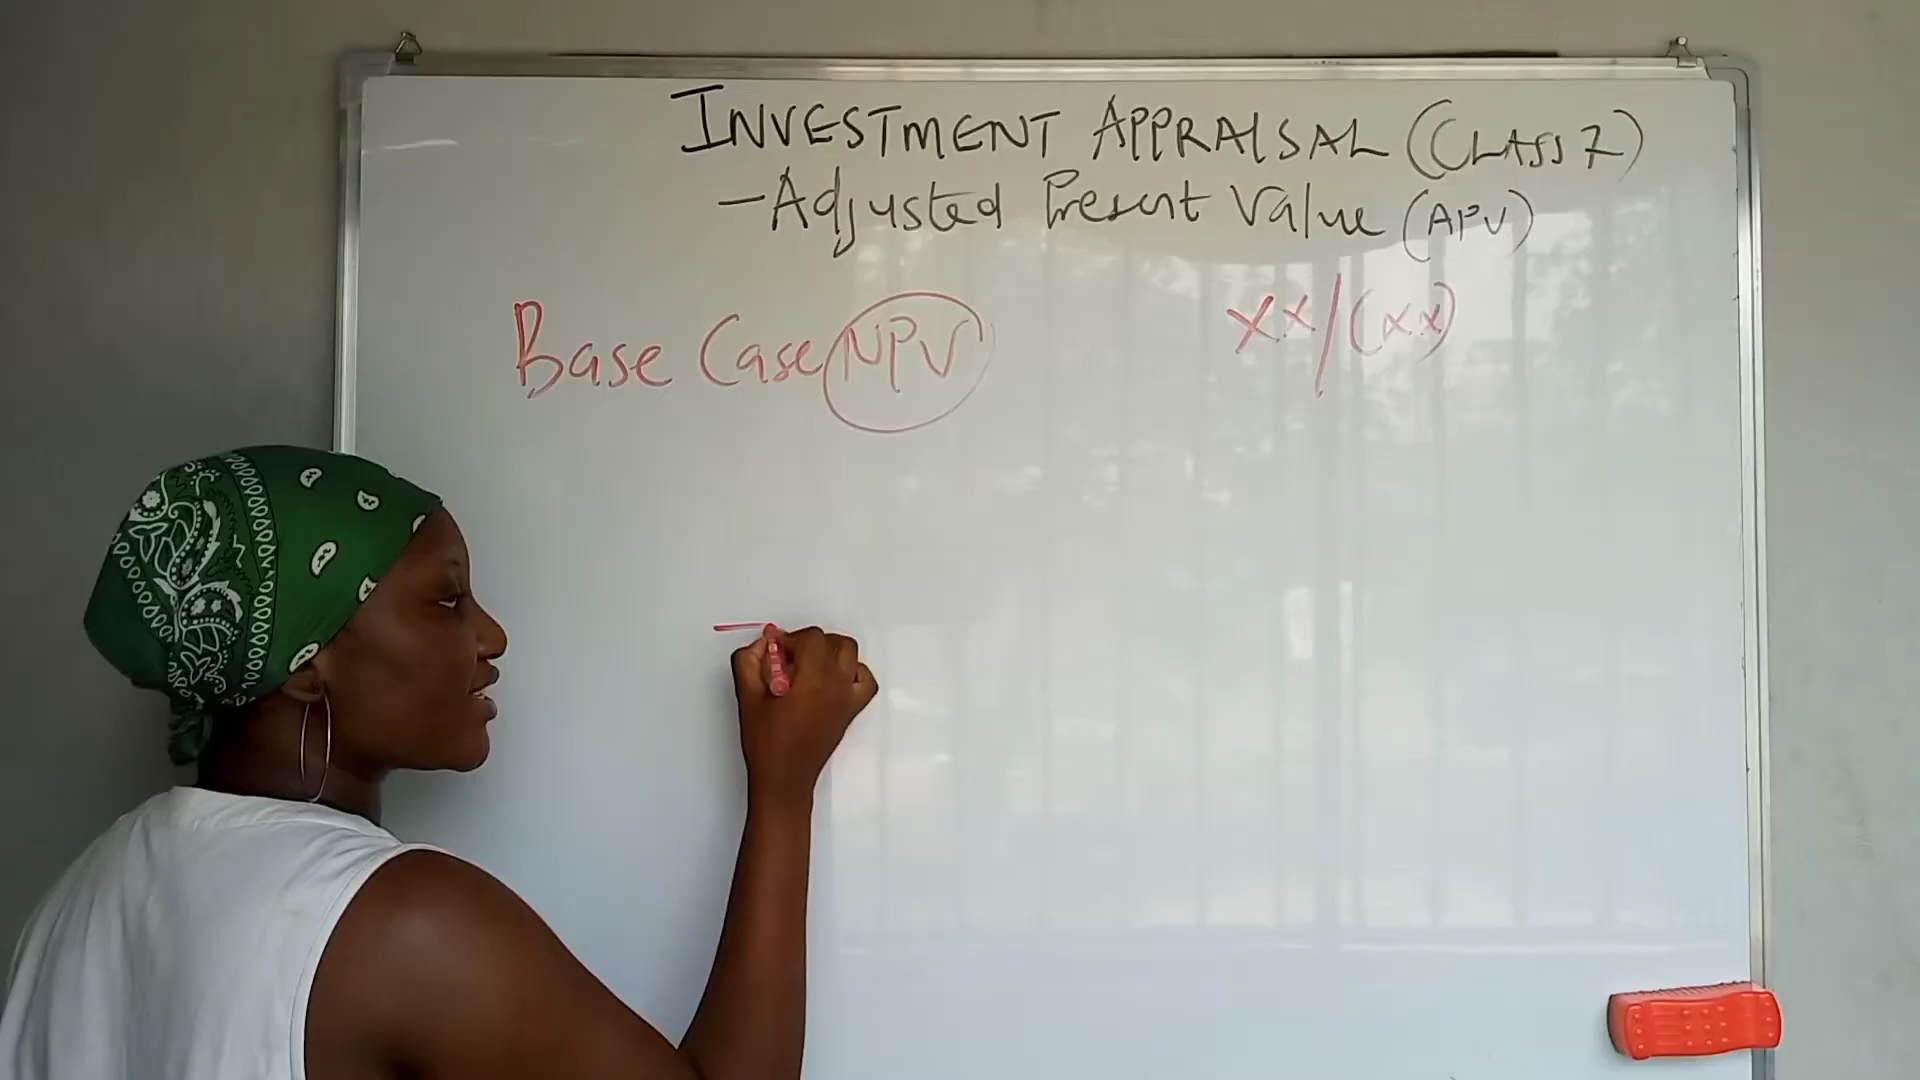 INVESTMENT APPRAISAL (CLASS 7)
- Adjusted Present Value (APV)
Base Case NPV xx/(xx)